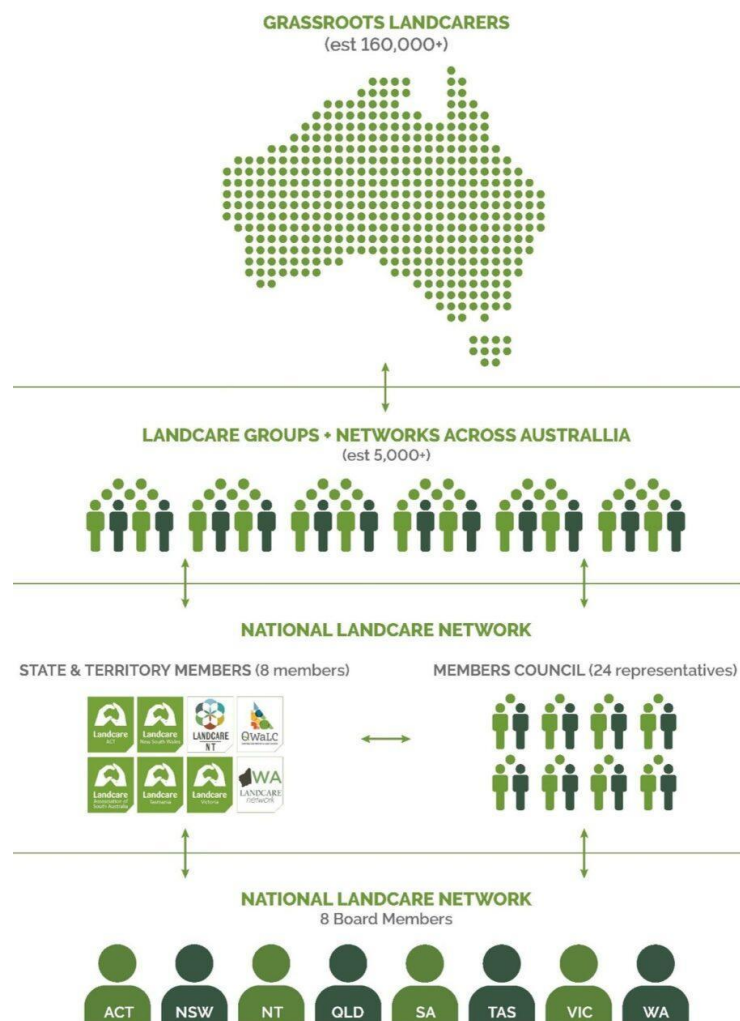 GRASSROOTS LANDCARERS
(est 160,000+)
LANDCARE GROUPS + NETWORKS ACROSS AUSTRALLIA
(est 5,000+)
NATIONAL LANDCARE NETWORK
STATE & TERRITORY MEMBERS (8 members)
MEMBERS COUNCIL (24 representatives)
Landcare
ACT
Landcare
New South Wales
LANDCARE
NT
QWaLC
Landcare
Association of
South Australia
Landcare
Tasmania
Landcare
Victoria
WA
LANDCARE
network
NATIONAL LANDCARE NETWORK
8 Board Members
ACT
NSW
NT
QLD
SA
TAS
VIC
WA